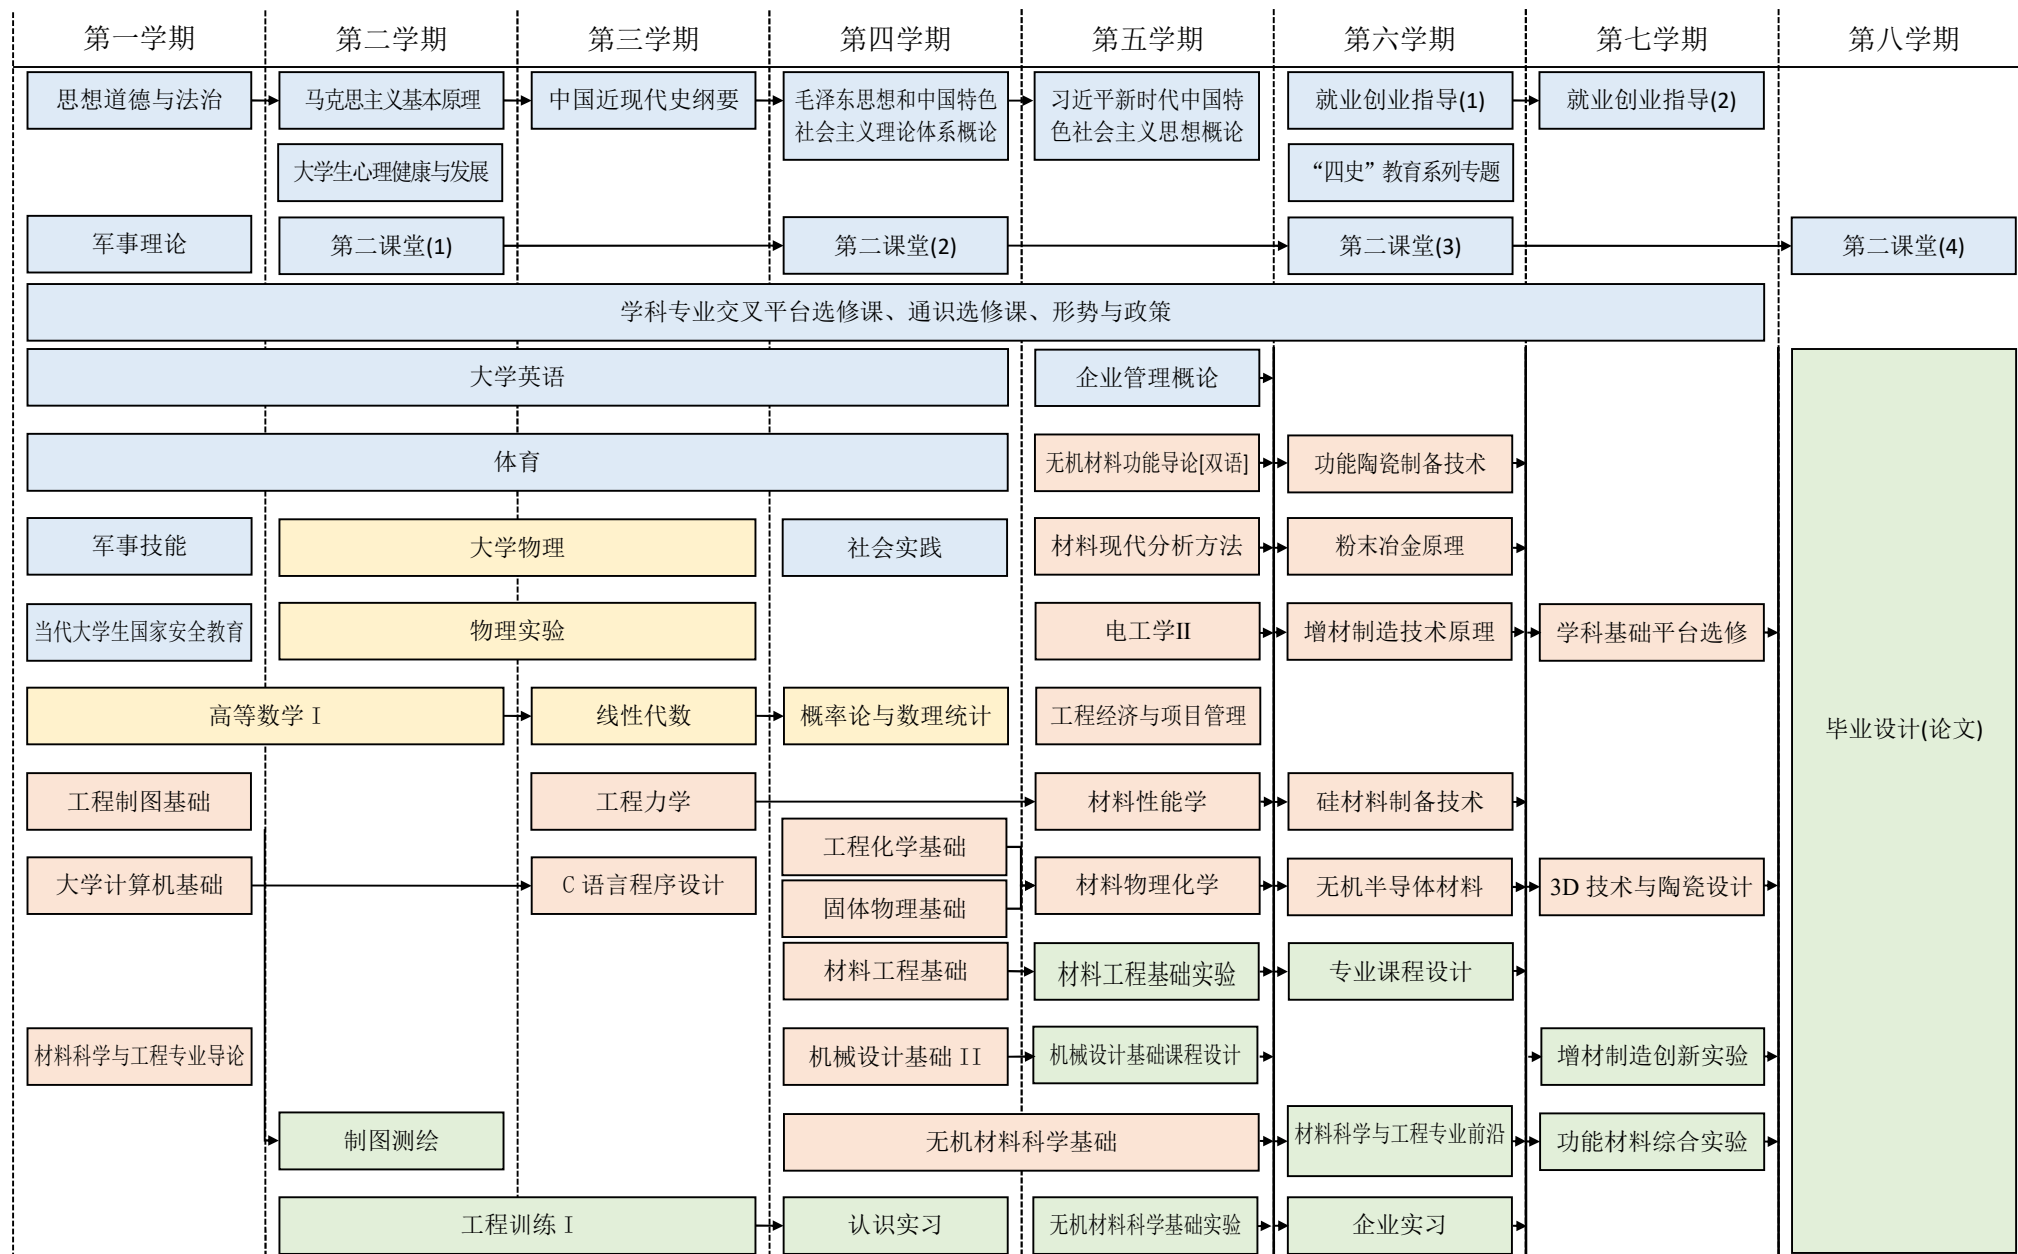 第一学期
第二学期
第三学期
第四学期
第五学期
第六学期
第七学期
第八学期
思想道德与法治
马克思主义基本原理
中国近现代史纲要
毛泽东思想和中国特色
社会主义理论体系概论
习近平新时代中国特
色社会主义思想概论
就业创业指导(1)
就业创业指导(2)
大学生心理健康与发展
“四史”教育系列专题
军事理论
第二课堂(1)
第二课堂(2)
第二课堂(3)
第二课堂(4)
学科专业交叉平台选修课、通识选修课、形势与政策
大学英语
企业管理概论
体育
无机材料功能导论[双语]
功能陶瓷制备技术
军事技能
大学物理
社会实践
材料现代分析方法
粉末冶金原理
当代大学生国家安全教育
物理实验
电工学II
增材制造技术原理
学科基础平台选修
高等数学 I
线性代数
概率论与数理统计
工程经济与项目管理
毕业设计(论文)
工程制图基础
工程力学
材料性能学
硅材料制备技术
工程化学基础
大学计算机基础
C 语言程序设计
材料物理化学
无机半导体材料
3D 技术与陶瓷设计
固体物理基础
材料工程基础
材料工程基础实验
专业课程设计
材料科学与工程专业导论
机械设计基础 II
机械设计基础课程设计
增材制造创新实验
制图测绘
无机材料科学基础
材料科学与工程专业前沿
功能材料综合实验
工程训练 I
认识实习
无机材料科学基础实验
企业实习